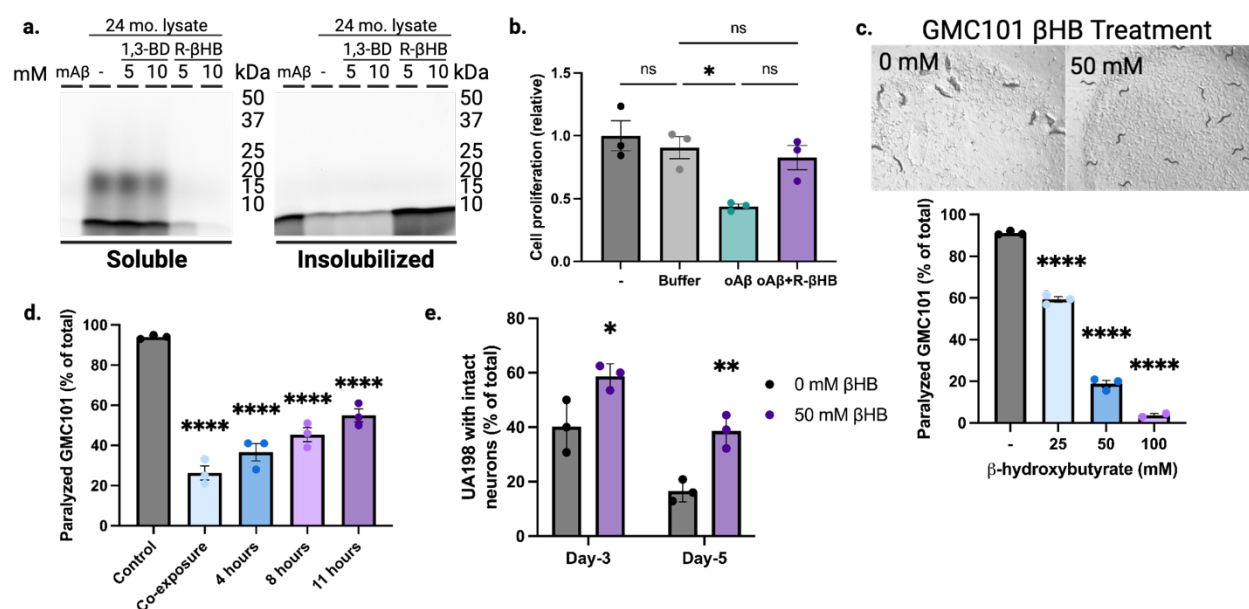 a.
24 mo. lysate
24 mo. lysate
1,3-BD R-βHB
1,3-BD R-βHB
mM mAβ - 5 10 5 10 kDa
mAβ - 5 10 5 10 kDa
50
37
25
20
15
10
50
37
25
20
15
10
Soluble
Insolubilized
b.
ns
ns * ns
Cell proliferation (relative)
1.5
1.0
0.5
0.0
- Buffer oAβ oAβ+R-βHB
c.
GMC101 βHB Treatment
0 mM
50 mM
Paralyzed GMC101 (% of total)
100
80
60
40
20
0
****
****
****
- 25 50 100
β-hydroxybutyrate (mM)
d.
Paralyzed GMC101 (% of total)
100
80
60
40
20
0
**** **** **** ****
Control
Co-exposure
4 hours
8 hours
11 hours
e.
UA198 with intact
neurons (% of total)
80
60
40
20
0
*
**
0 mM βHB
50 mM βHB
Day-3 Day-5